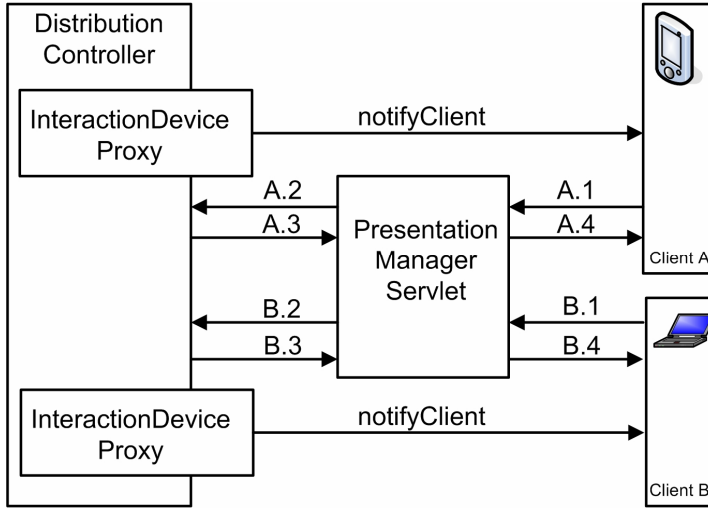 Distribution
Controller
InteractionDevice
Proxy
notifyClient
A.2
A.1
A.3
A.4
Presentation
Manager
Servlet
Client A
B.2
B.1
B.3
B.4
InteractionDevice
Proxy
notifyClient
Client B